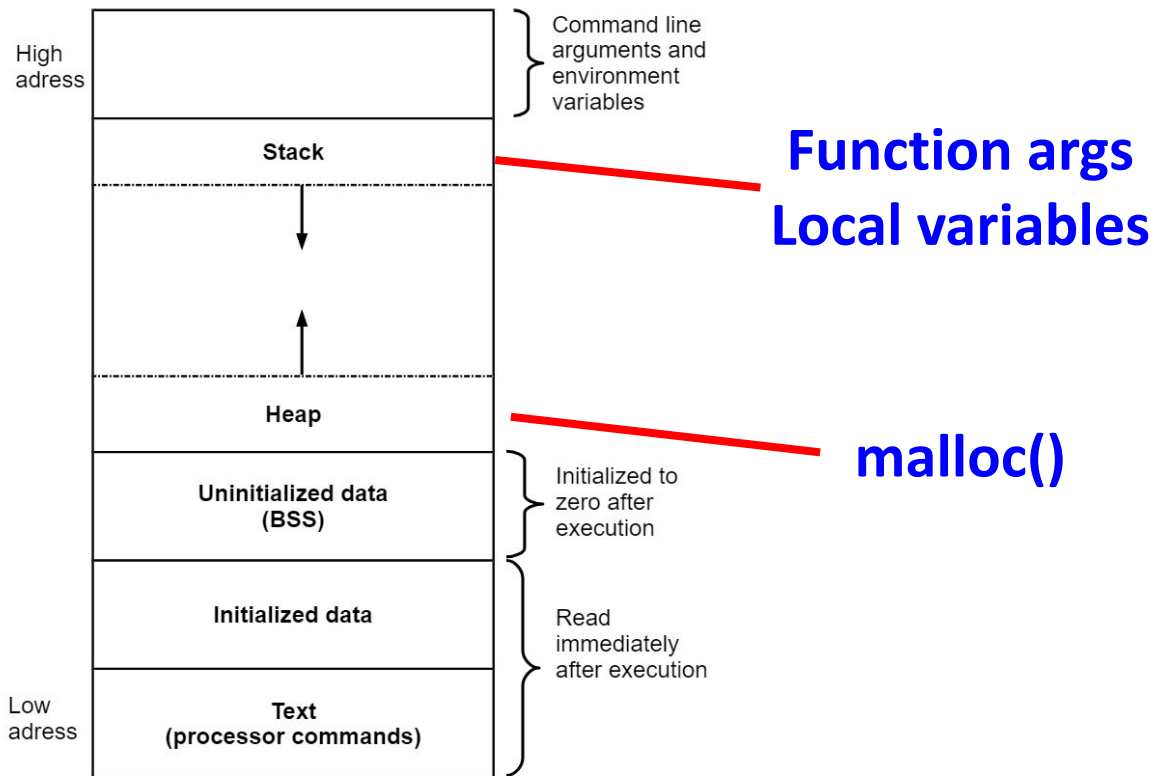 High
adress
Command line
arguments and
environment
variables
Stack
Function args
Local variables
Heap
malloc()
Uninitialized data
(BSS)
Initialized to
zero after
execution
Initialized data
Read
immediately
after execution
Low
adress
Text
(processor commands)